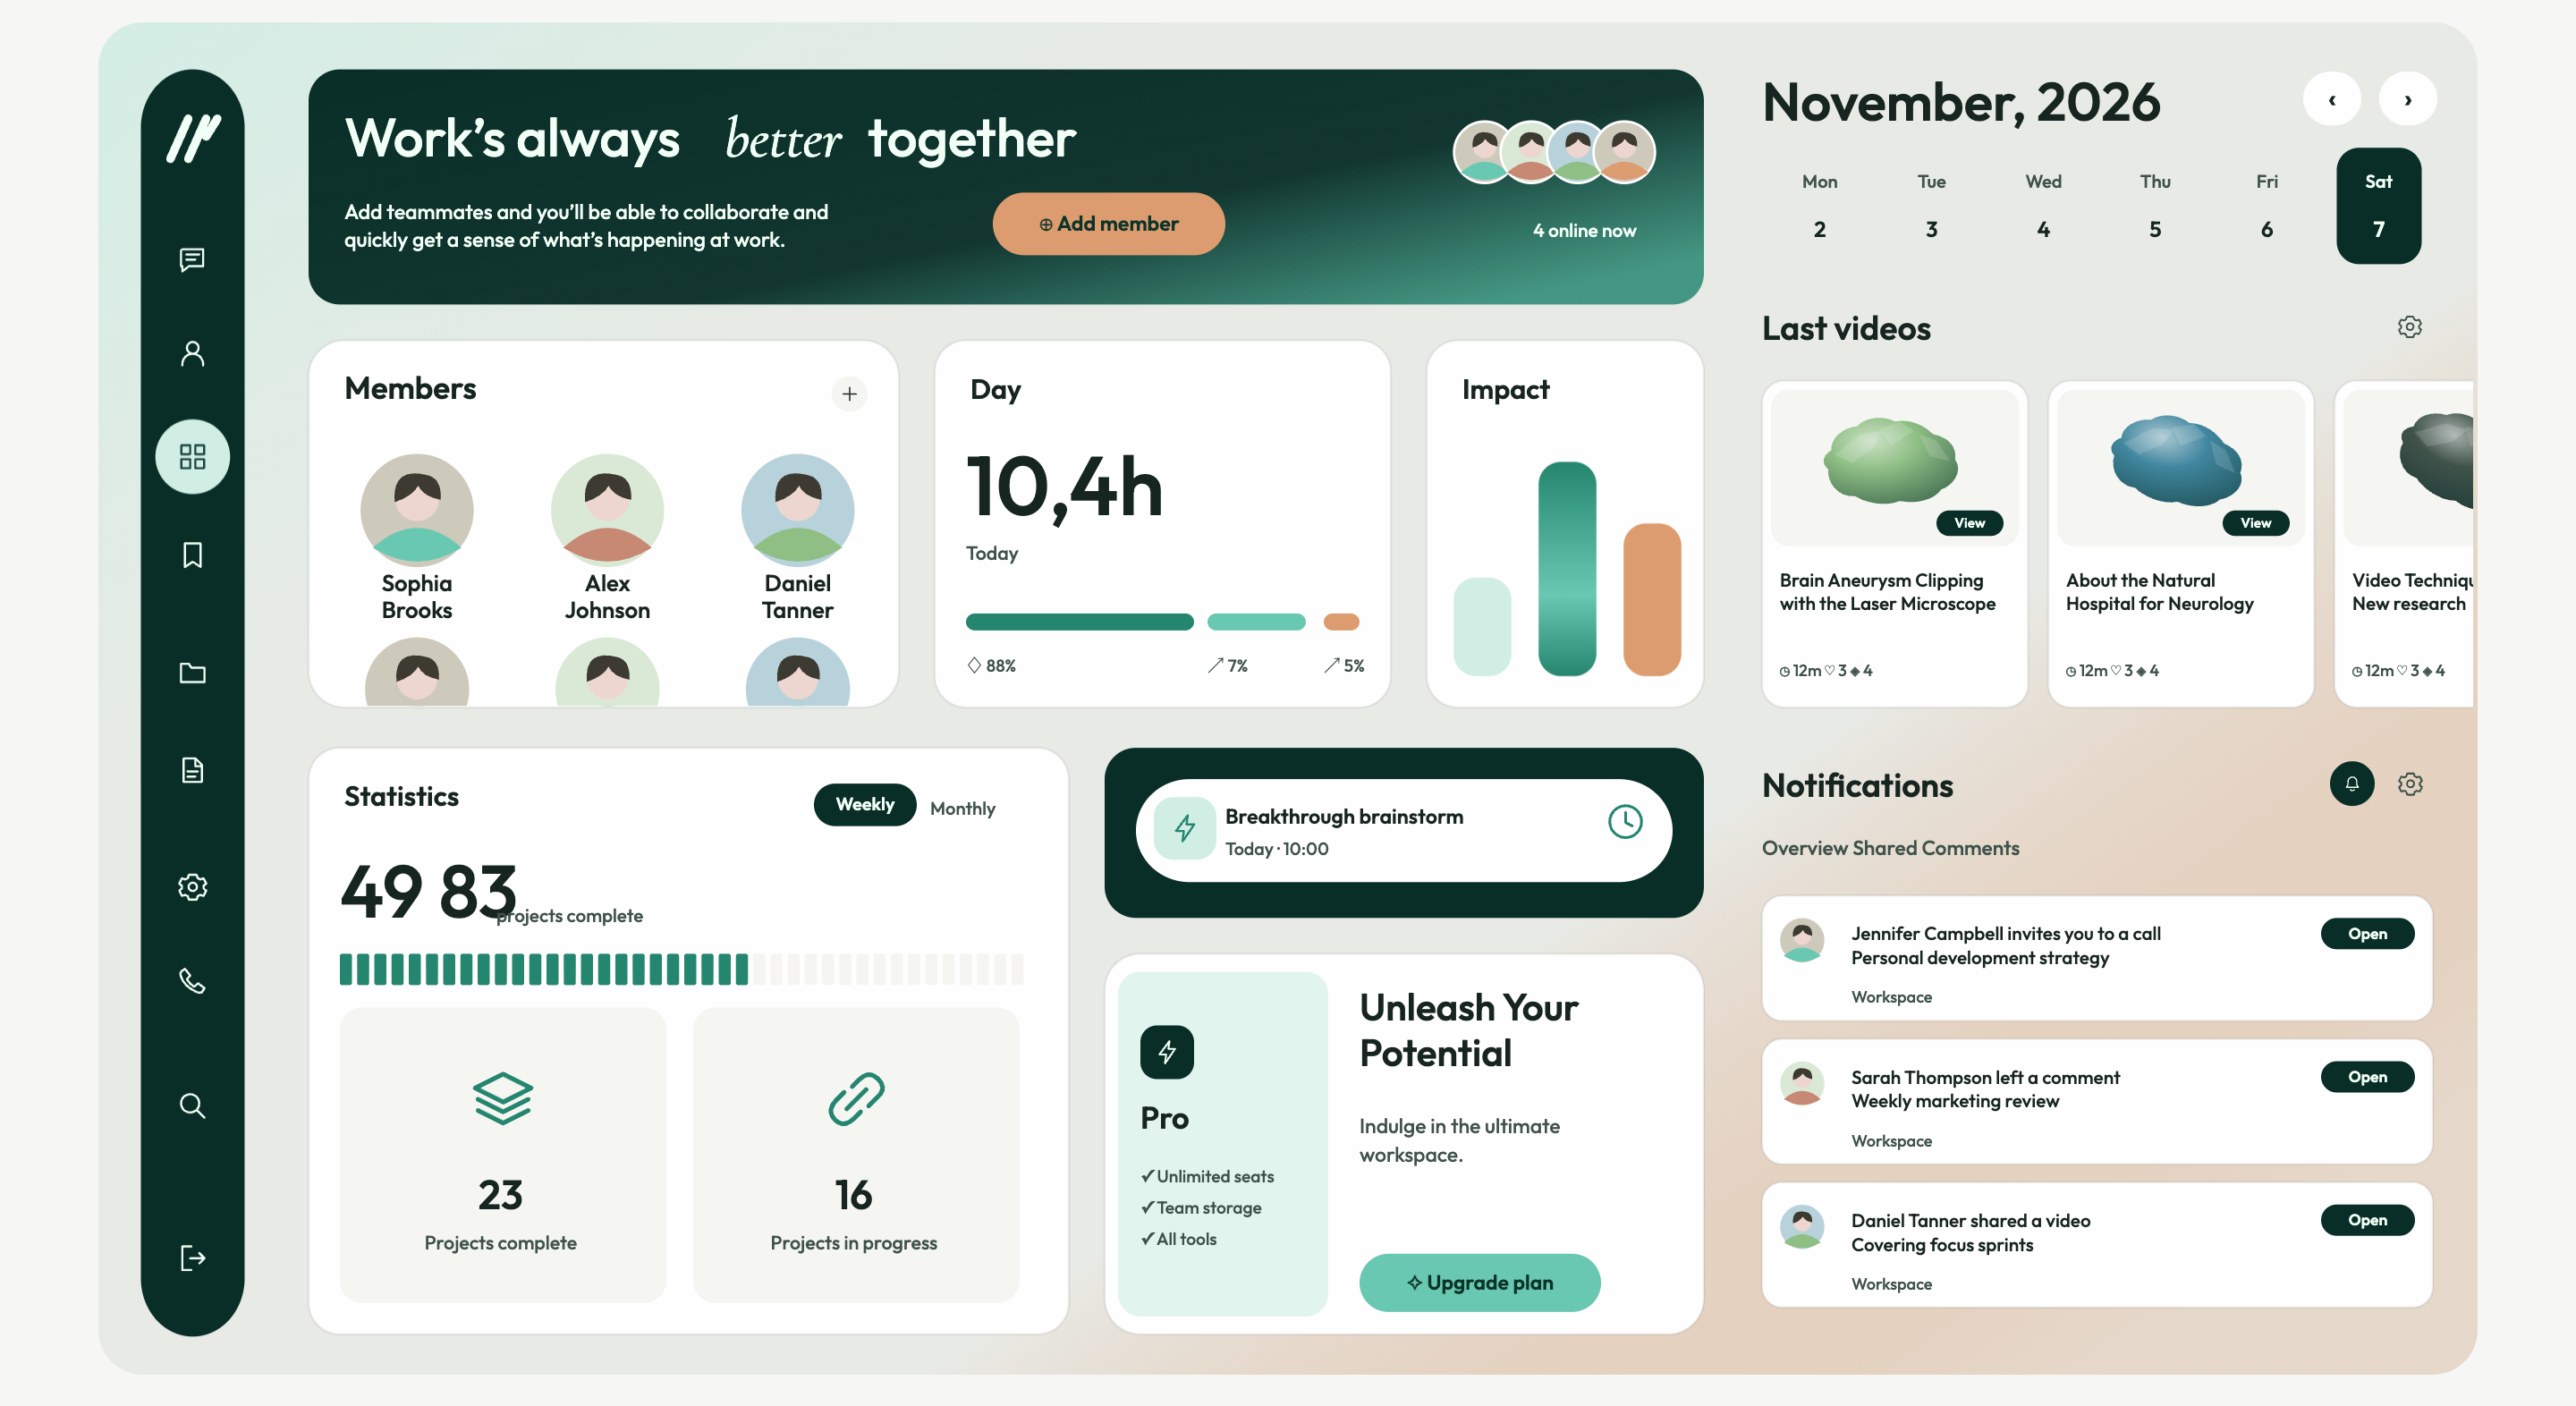 Work’s always better together
Add teammates and you’ll be able to collaborate and
quickly get a sense of what’s happening at work.
⊕ Add member
4 online now
Members
Sophia
Brooks
Alex
Johnson
Daniel
Tanner
Day
10,4h
Today
88%
7%
5%
Impact
Statistics
Weekly
Monthly
49 83
projects complete
23
Projects complete
16
Projects in progress
Breakthrough brainstorm
Today · 10:00
Pro
✓Unlimited seats
✓Team storage
✓All tools
Unleash Your
Potential
Indulge in the ultimate
workspace.
✧ Upgrade plan
November, 2026
‹ ›
Mon Tue Wed Thu Fri Sat
2 3 4 5 6 7
Last videos
View
Brain Aneurysm Clipping
with the Laser Microscope
◷ 12m ♡ 3 ◈ 4
View
About the Natural
Hospital for Neurology
◷ 12m ♡ 3 ◈ 4
Video Techniqu
New research
◷ 12m ♡ 3 ◈ 4
Notifications
Overview Shared Comments
Jennifer Campbell invites you to a call
Personal development strategy
Workspace
Open
Sarah Thompson left a comment
Weekly marketing review
Workspace
Open
Daniel Tanner shared a video
Covering focus sprints
Workspace
Open